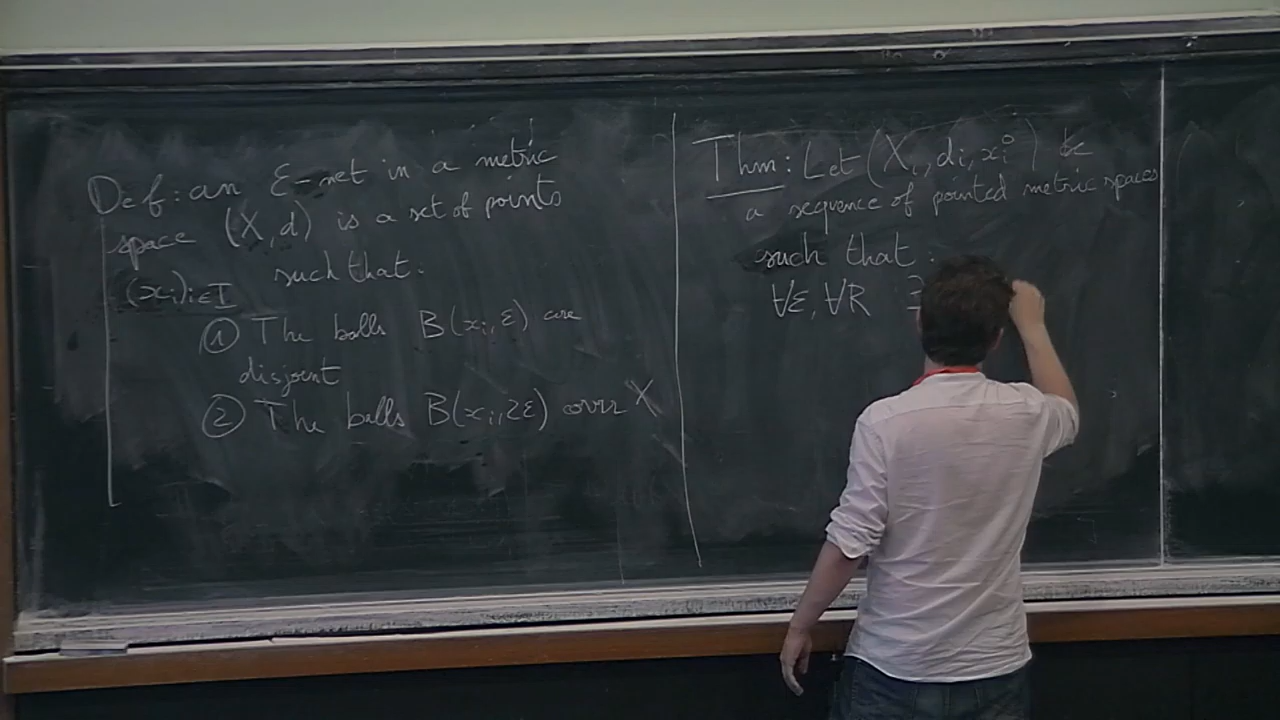 Def: an ε-net in a metric
space (X, d) is a set of points
(xi)i∈I such that:
① The balls B(xi, ε) are
disjoint
② The balls B(xi, 2ε) cover X
Thm: Let (Xi, di, xi⁰) be
a sequence of pointed metric spaces
such that:
∀ε, ∀R ∃